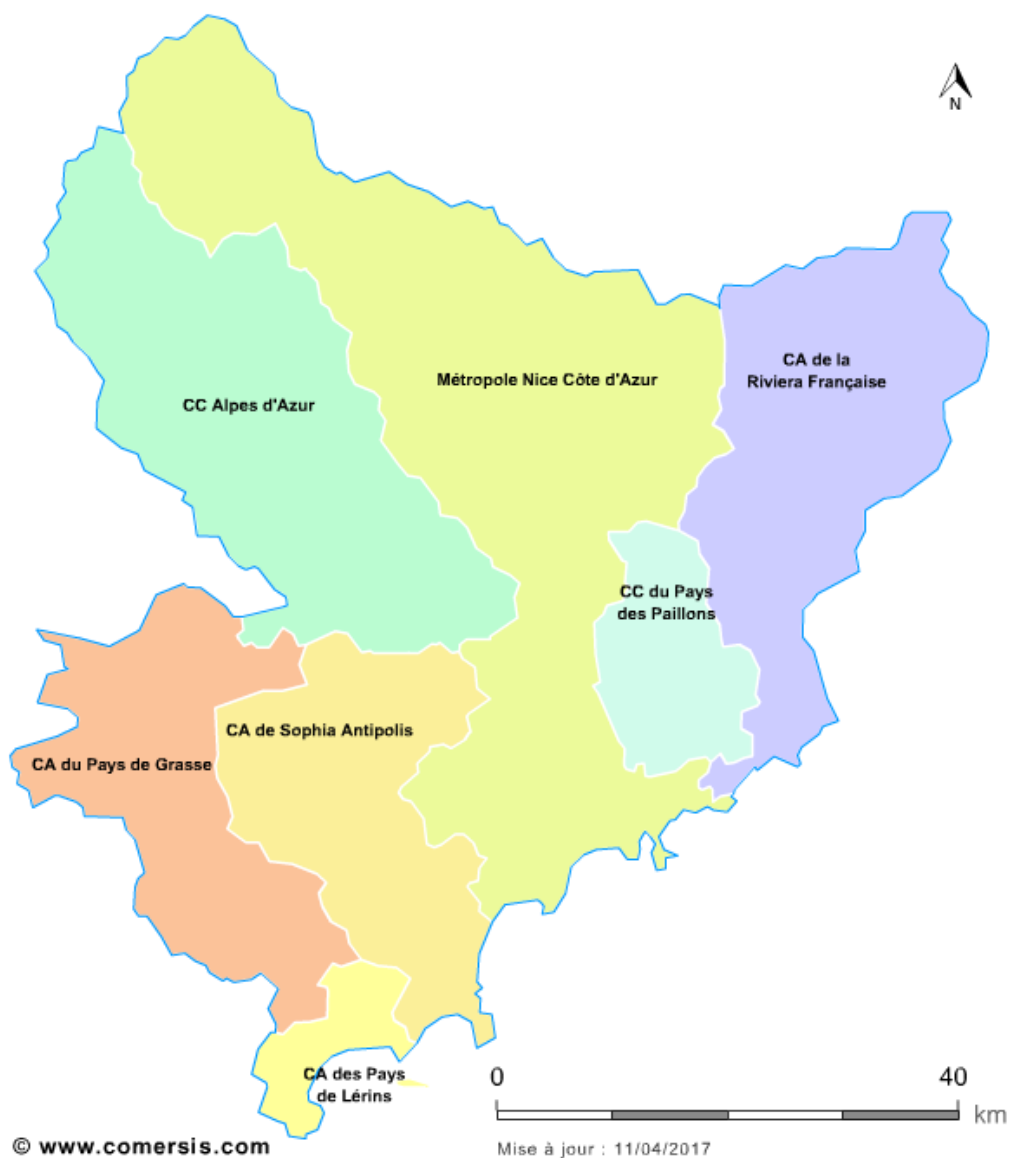 N
CA de la
Riviera Française
Métropole Nice Côte d'Azur
CC Alpes d'Azur
CC du Pays
des Paillons
CA de Sophia Antipolis
CA du Pays de Grasse
CA des Pays
de Lérins
0 40
km
© www.comersis.com
Mise à jour : 11/04/2017